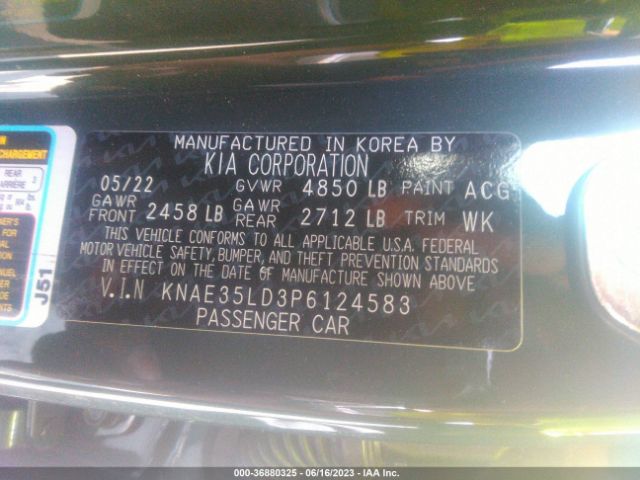 MANUFACTURED IN KOREA BY
KIA CORPORATION
05/22 GVWR 4850 LB PAINT ACG
GAWR FRONT 2458 LB GAWR REAR 2712 LB TRIM WK
THIS VEHICLE CONFORMS TO ALL APPLICABLE U.S.A. FEDERAL
MOTOR VEHICLE SAFETY, BUMPER, AND THEFT PREVENTION STANDARDS
IN EFFECT ON THE DATE OF MANUFACTURE SHOWN ABOVE
V.I.N KNAE35LD3P6124583
PASSENGER CAR
REAR
ARRIÈRE
3
J51
000-36880325 - 06/16/2023 - IAA Inc.